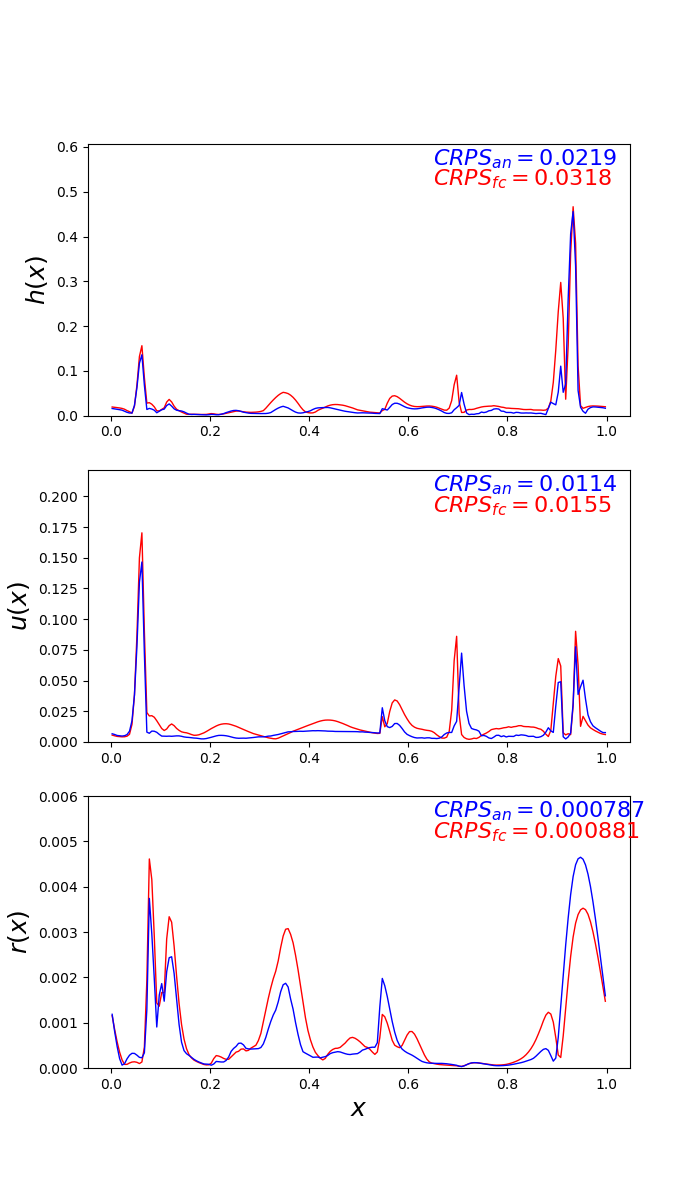 0.6
0.5
0.4
0.3
0.2
0.1
0.0
h(x)
CRPS_an = 0.0219
CRPS_fc = 0.0318
0.0 0.2 0.4 0.6 0.8 1.0
0.200
0.175
0.150
0.125
0.100
0.075
0.050
0.025
0.000
u(x)
CRPS_an = 0.0114
CRPS_fc = 0.0155
0.0 0.2 0.4 0.6 0.8 1.0
0.006
0.005
0.004
0.003
0.002
0.001
0.000
r(x)
CRPS_an = 0.000787
CRPS_fc = 0.000881
0.0 0.2 0.4 0.6 0.8 1.0
x